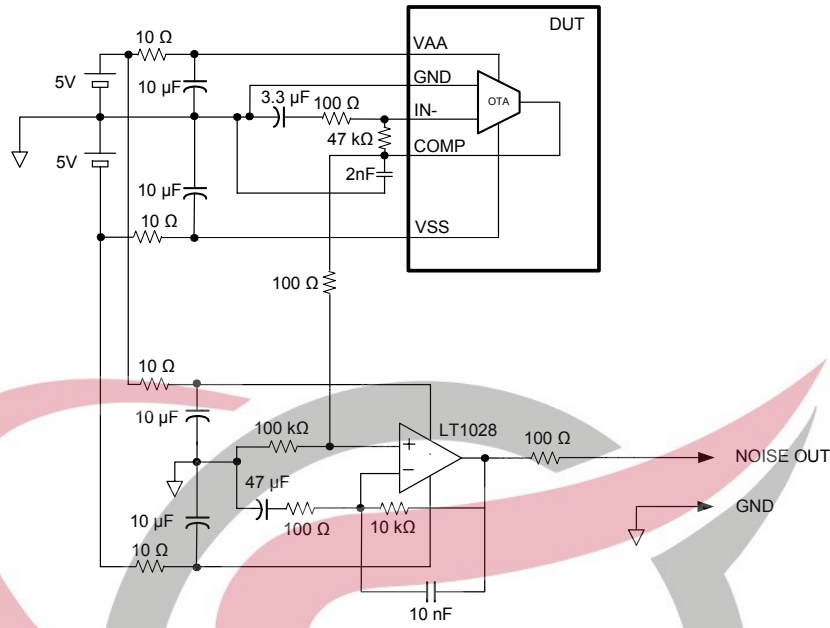 DUT
10 Ω
VAA
5V
10 µF
GND
3.3 µF
100 Ω
IN-
OTA
47 kΩ
COMP
5V
2nF
10 µF
10 Ω
VSS
100 Ω
10 Ω
10 µF
100 kΩ
LT1028
+
−
100 Ω
NOISE OUT
47 µF
GND
10 µF
100 Ω
10 kΩ
10 Ω
10 nF